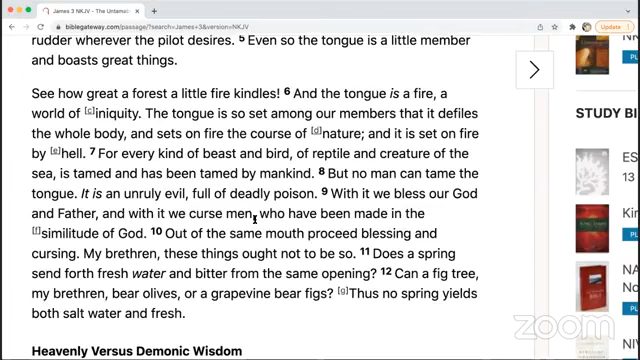 James 3 NKJV - The Untamab
biblegateway.com/passage/?search=James+3&version=NKJV
Update
rudder wherever the pilot desires. 5 Even so the tongue is a little member
and boasts great things.
See how great a forest a little fire kindles! 6 And the tongue is a fire, a
world of [c]iniquity. The tongue is so set among our members that it defiles
the whole body, and sets on fire the course of [d]nature; and it is set on fire
by [e]hell. 7 For every kind of beast and bird, of reptile and creature of the
sea, is tamed and has been tamed by mankind. 8 But no man can tame the
tongue. It is an unruly evil, full of deadly poison. 9 With it we bless our God
and Father, and with it we curse men, who have been made in the
[f]similitude of God. 10 Out of the same mouth proceed blessing and
cursing. My brethren, these things ought not to be so. 11 Does a spring
send forth fresh water and bitter from the same opening? 12 Can a fig tree,
my brethren, bear olives, or a grapevine bear figs? [g]Thus no spring yields
both salt water and fresh.
Heavenly Versus Demonic Wisdom
NK
PL
STUDY BI
ES
13
Kir
PLU
NA
No
PLU
NIV
zoom